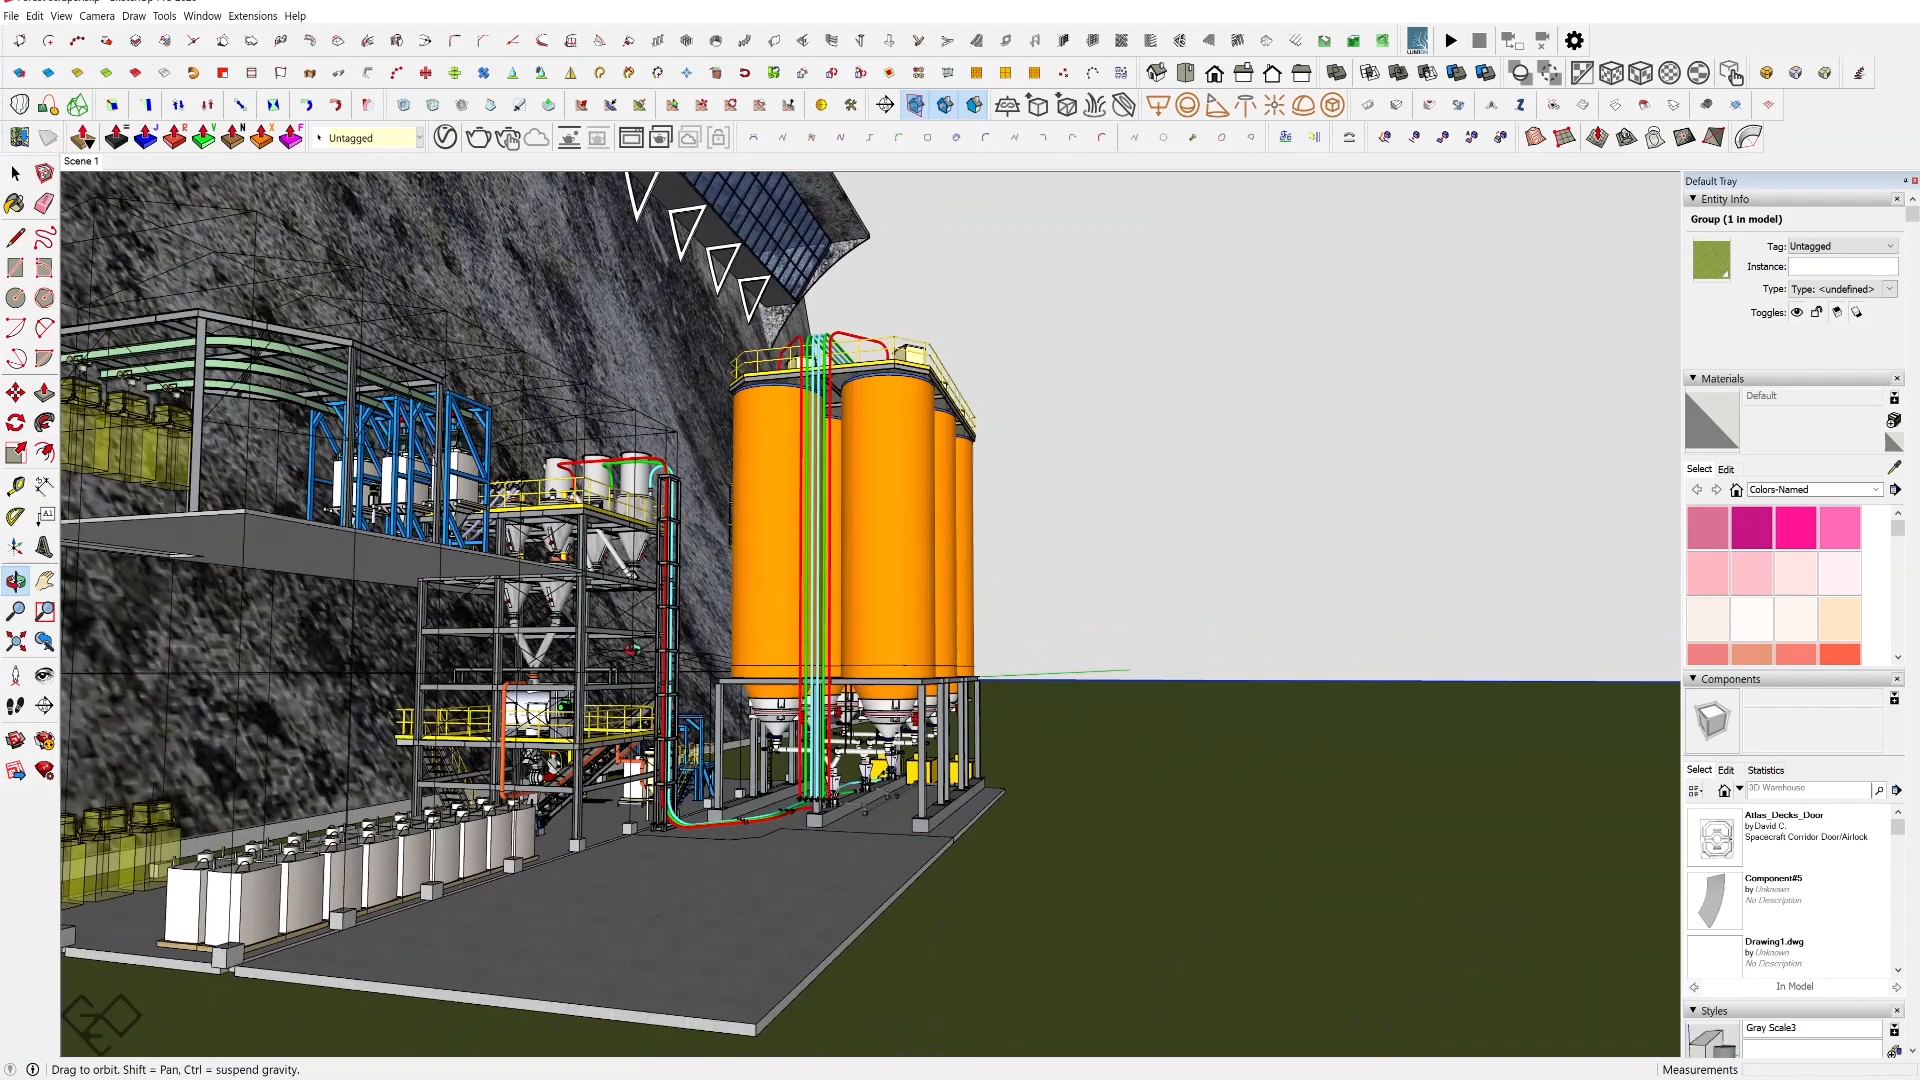 File Edit View Camera Draw Tools Window Extensions Help
LUMION
= J R V N X F
Untagged
Scene 1
Default Tray
Entity Info
Group (1 in model)
Tag: Untagged
Instance:
Type: Type: <undefined>
Toggles:
Materials
Default
Select Edit
Colors-Named
Components
Select Edit Statistics
3D Warehouse
Atlas_Decks_Door
by David C.
Spacecraft Corridor Door/Airlock
Component#5
by Unknown
No Description
Drawing1.dwg
by Unknown
No Description
In Model
Styles
Gray Scale3
Drag to orbit. Shift = Pan, Ctrl = suspend gravity.
Measurements